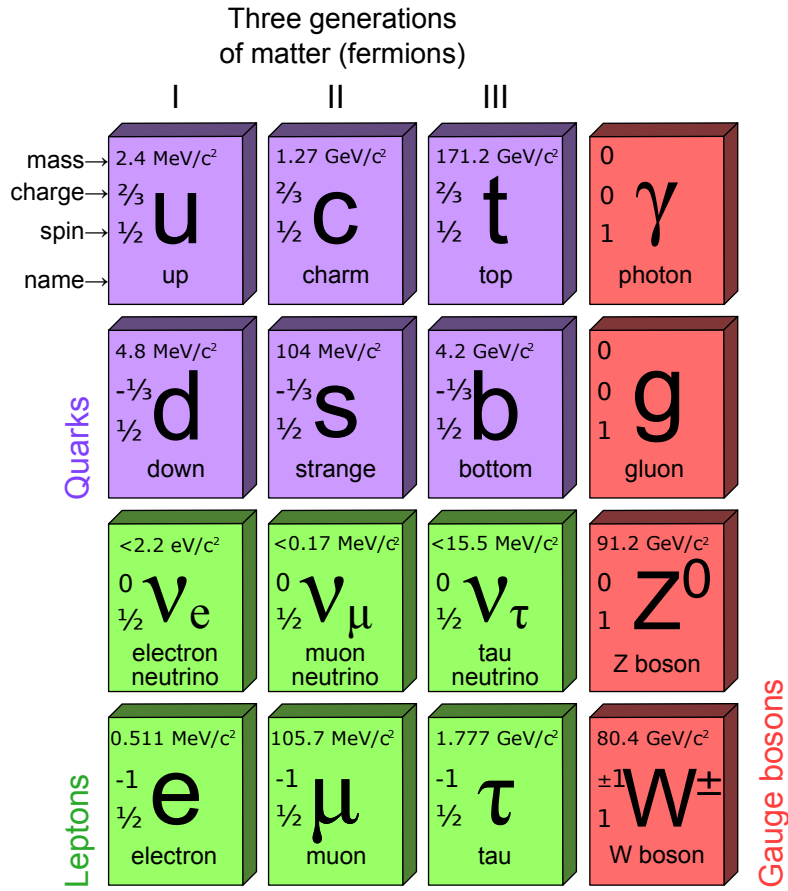 Three generations
of matter (fermions)
I II III
mass→
charge→
spin→
name→
2.4 MeV/c²
⅔
½
u
up
1.27 GeV/c²
⅔
½
c
charm
171.2 GeV/c²
⅔
½
t
top
0
0
1
γ
photon
Quarks
4.8 MeV/c²
-⅓
½
d
down
104 MeV/c²
-⅓
½
s
strange
4.2 GeV/c²
-⅓
½
b
bottom
0
0
1
g
gluon
<2.2 eV/c²
0
½
νe
electron
neutrino
<0.17 MeV/c²
0
½
νμ
muon
neutrino
<15.5 MeV/c²
0
½
ντ
tau
neutrino
91.2 GeV/c²
0
1
Z⁰
Z boson
Leptons
0.511 MeV/c²
-1
½
e
electron
105.7 MeV/c²
-1
½
μ
muon
1.777 GeV/c²
-1
½
τ
tau
80.4 GeV/c²
±1
1
W±
W boson
Gauge bosons